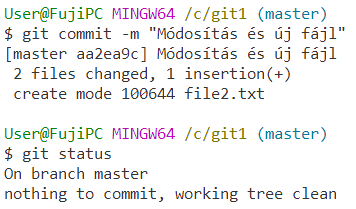 User@FujiPC MINGW64 /c/git1 (master)
$ git commit -m "Módosítás és új fájl"
[master aa2ea9c] Módosítás és új fájl
 2 files changed, 1 insertion(+)
 create mode 100644 file2.txt

User@FujiPC MINGW64 /c/git1 (master)
$ git status
On branch master
nothing to commit, working tree clean